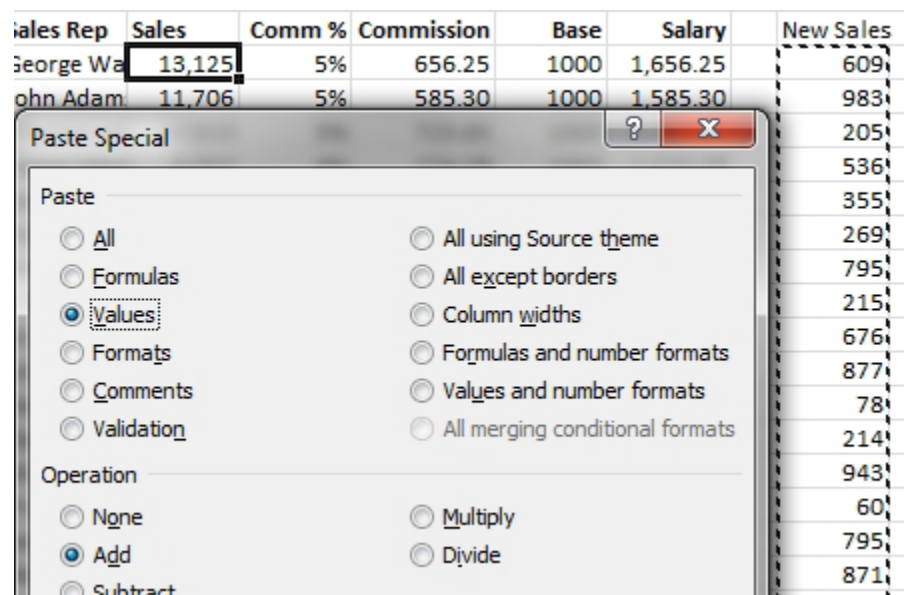 Sales Rep Sales Comm % Commission Base Salary New Sales
George Wa 13,125 5% 656.25 1000 1,656.25 609
ohn Adam 11,706 5% 585.30 1000 1,585.30 983
Paste Special ? X 205
536
Paste 355
All All using Source theme 269
Formulas All except borders 795
Values Column widths 215
Formats Formulas and number formats 676
Comments Values and number formats 877
Validation All merging conditional formats 78
214
Operation 943
None Multiply 60
Add Divide 795
Subtract 871